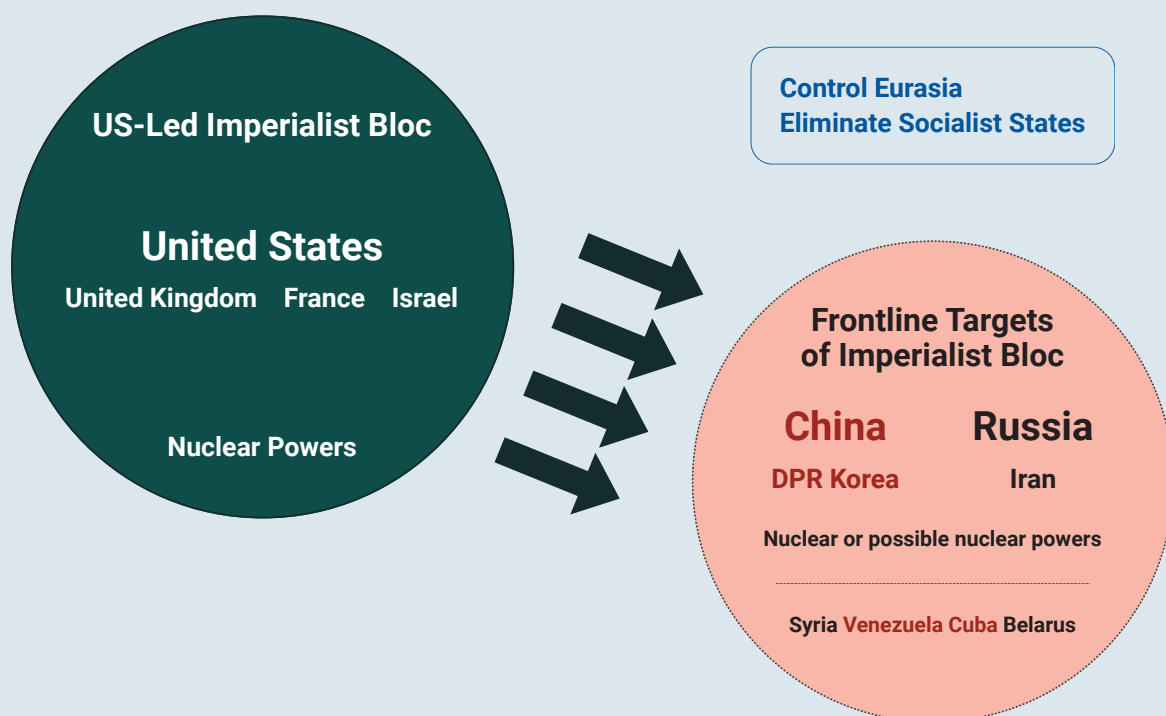 US-Led Imperialist Bloc
United States
United Kingdom France Israel
Nuclear Powers
Control Eurasia
Eliminate Socialist States
Frontline Targets
of Imperialist Bloc
China Russia
DPR Korea Iran
Nuclear or possible nuclear powers
Syria Venezuela Cuba Belarus